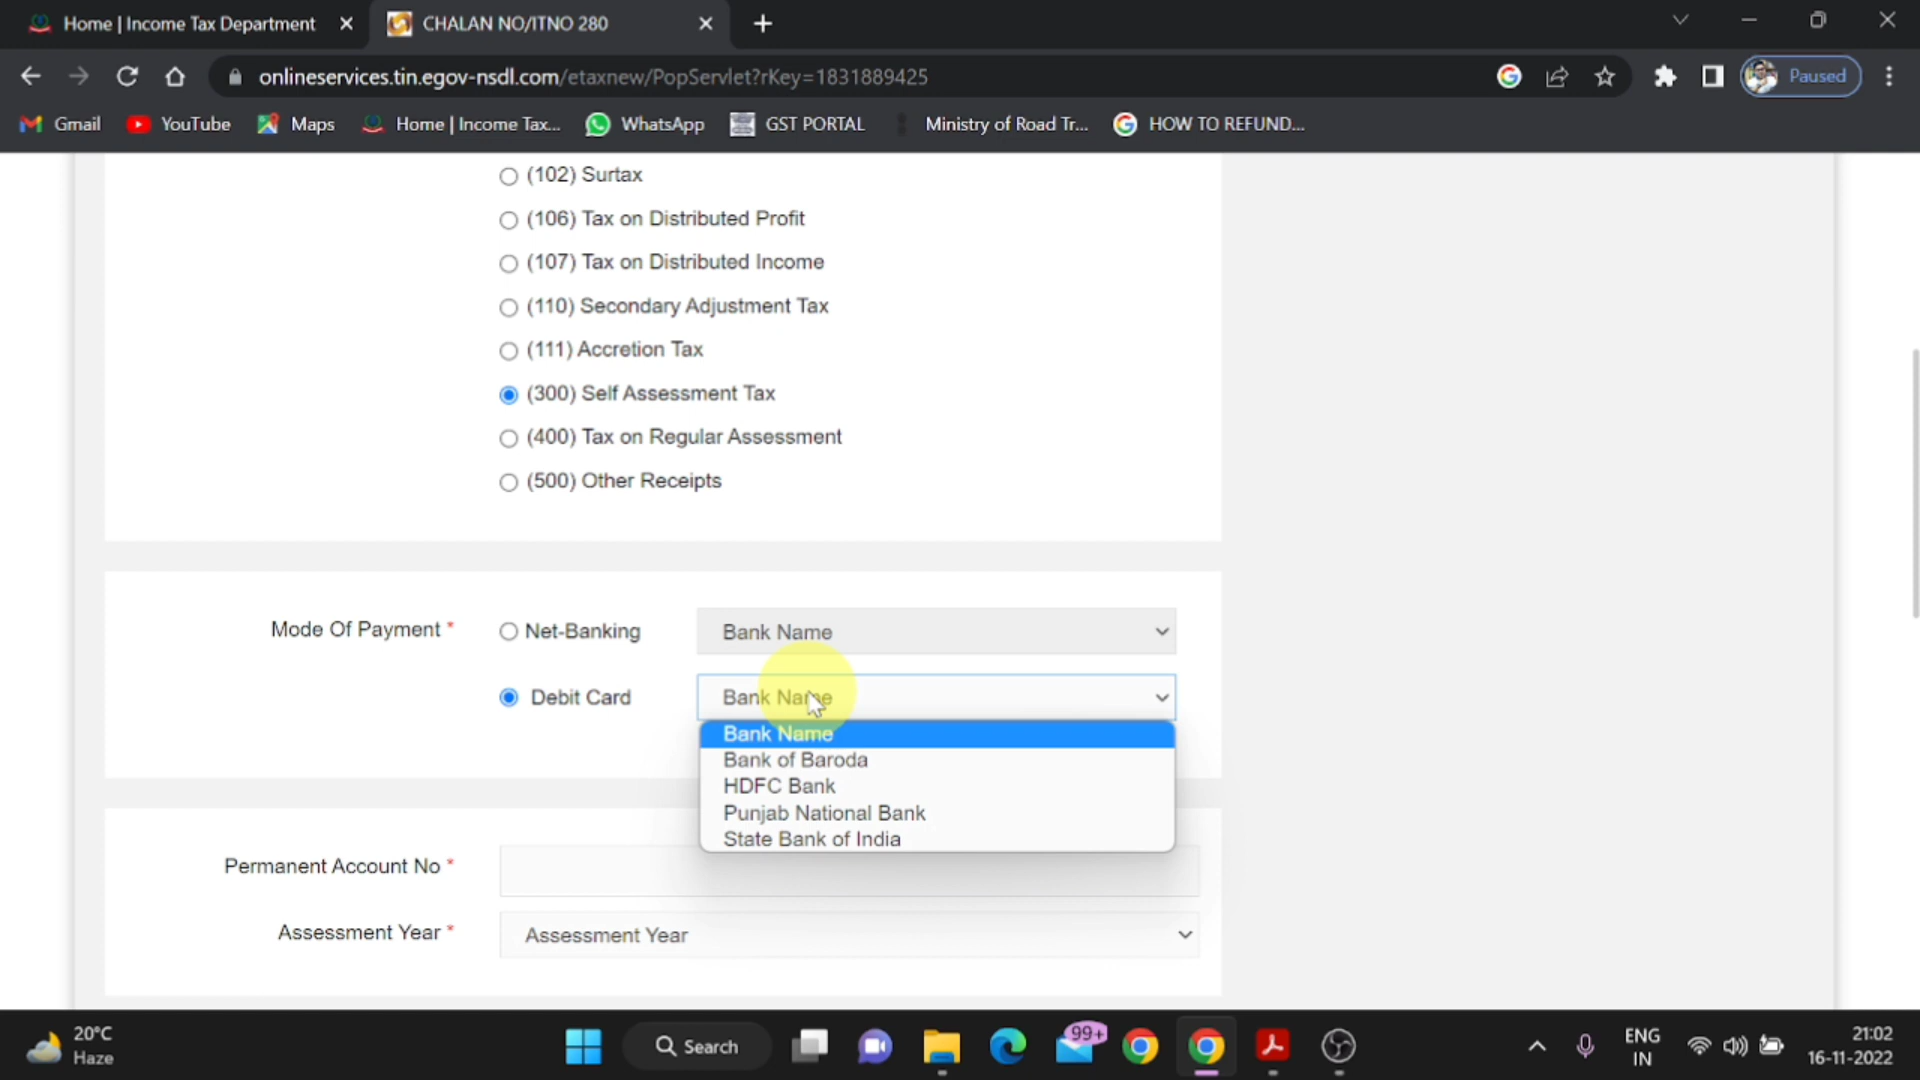 Home | Income Tax Department
CHALAN NO/ITNO 280
onlineservices.tin.egov-nsdl.com/etaxnew/PopServlet?rKey=1831889425
Paused
Gmail
YouTube
Maps
Home | Income Tax...
WhatsApp
GST PORTAL
Ministry of Road Tr...
HOW TO REFUND...
(102) Surtax
(106) Tax on Distributed Profit
(107) Tax on Distributed Income
(110) Secondary Adjustment Tax
(111) Accretion Tax
(300) Self Assessment Tax
(400) Tax on Regular Assessment
(500) Other Receipts
Mode Of Payment *
Net-Banking
Bank Name
Debit Card
Bank Name
Bank Name
Bank of Baroda
HDFC Bank
Punjab National Bank
State Bank of India
Permanent Account No *
Assessment Year *
Assessment Year
20°C
Haze
Search
99+
ENG
IN
21:02
16-11-2022